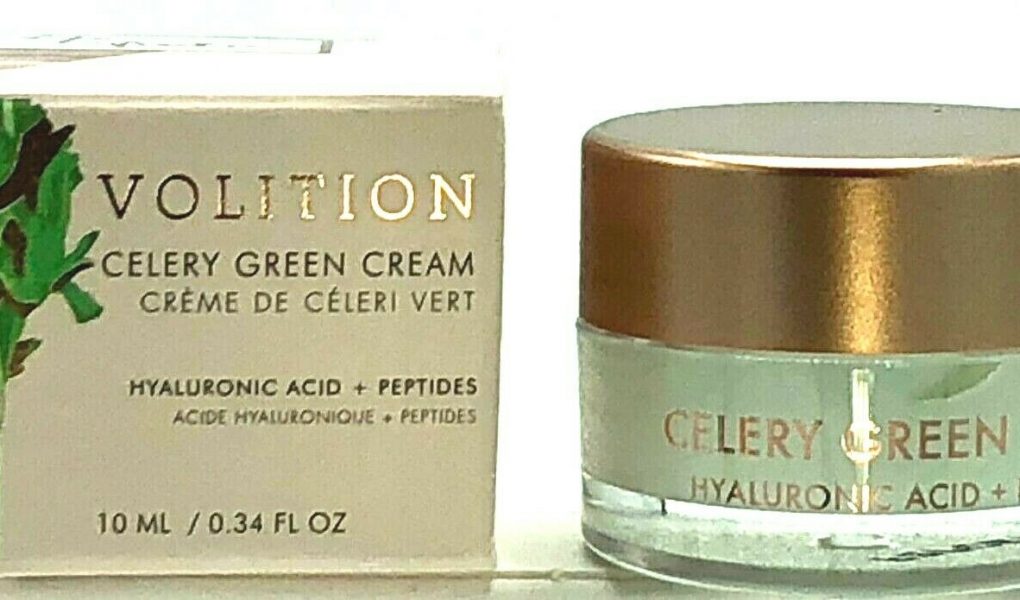 VOLITION
CELERY GREEN CREAM
CRÈME DE CÉLERI VERT
HYALURONIC ACID + PEPTIDES
ACIDE HYALURONIQUE + PEPTIDES
10 ML / 0.34 FL OZ
CELERY GREEN
HYALURONIC ACID +